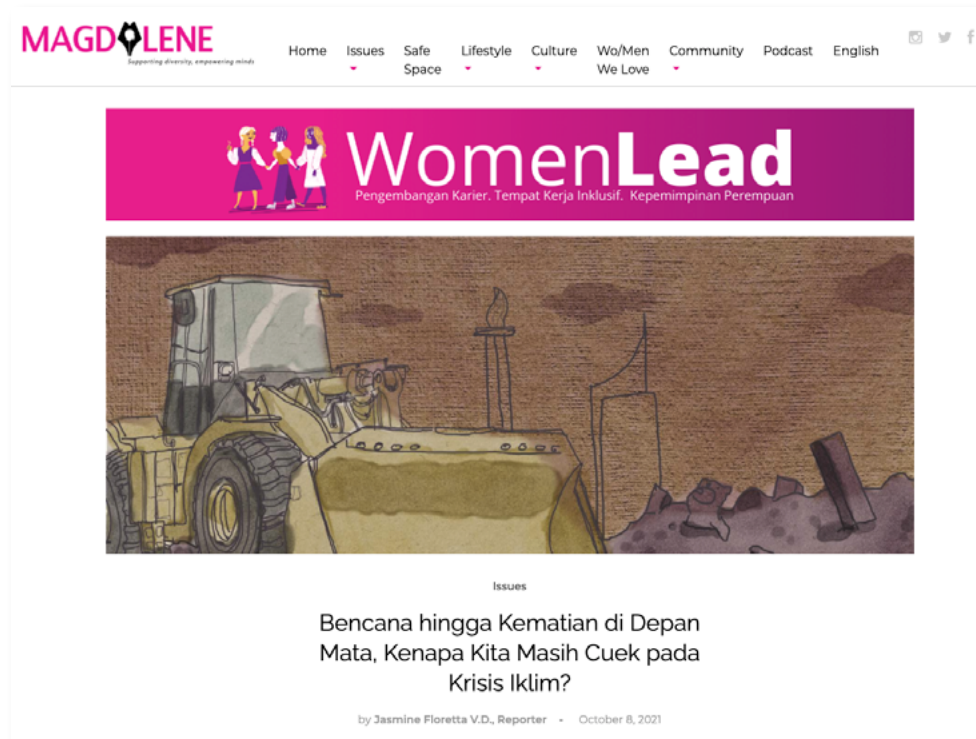 MAGDALENE
Supporting diversity, empowering minds
Home Issues Safe Space Lifestyle Culture Wo/Men We Love Community Podcast English
WomenLead
Pengembangan Karier. Tempat Kerja Inklusif. Kepemimpinan Perempuan
Issues
Bencana hingga Kematian di Depan
Mata, Kenapa Kita Masih Cuek pada
Krisis Iklim?
by Jasmine Floretta V.D., Reporter • October 8, 2021